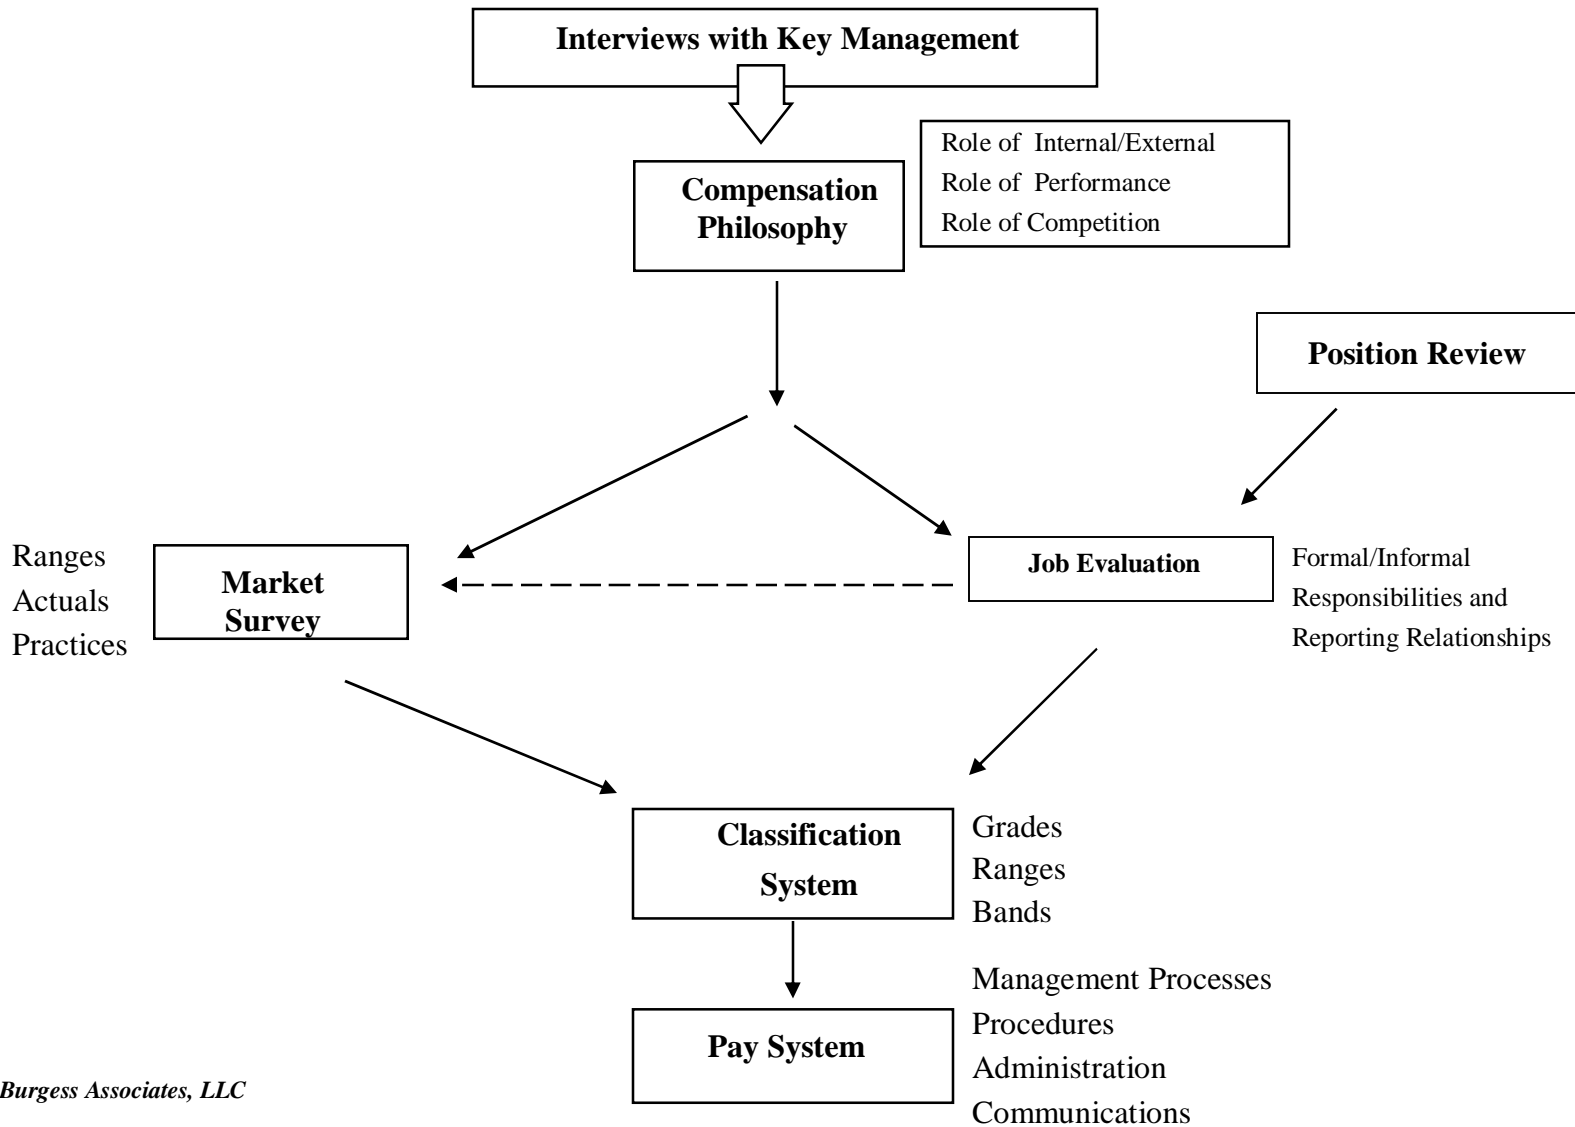 Interviews with Key Management
Role of Internal/External
Role of Performance
Role of Competition
Compensation
Philosophy
Position Review
Ranges
Actuals
Practices
Market
Survey
Job Evaluation
Formal/Informal
Responsibilities and
Reporting Relationships
Classification
System
Grades
Ranges
Bands
Pay System
Management Processes
Procedures
Administration
Communications
Burgess Associates, LLC